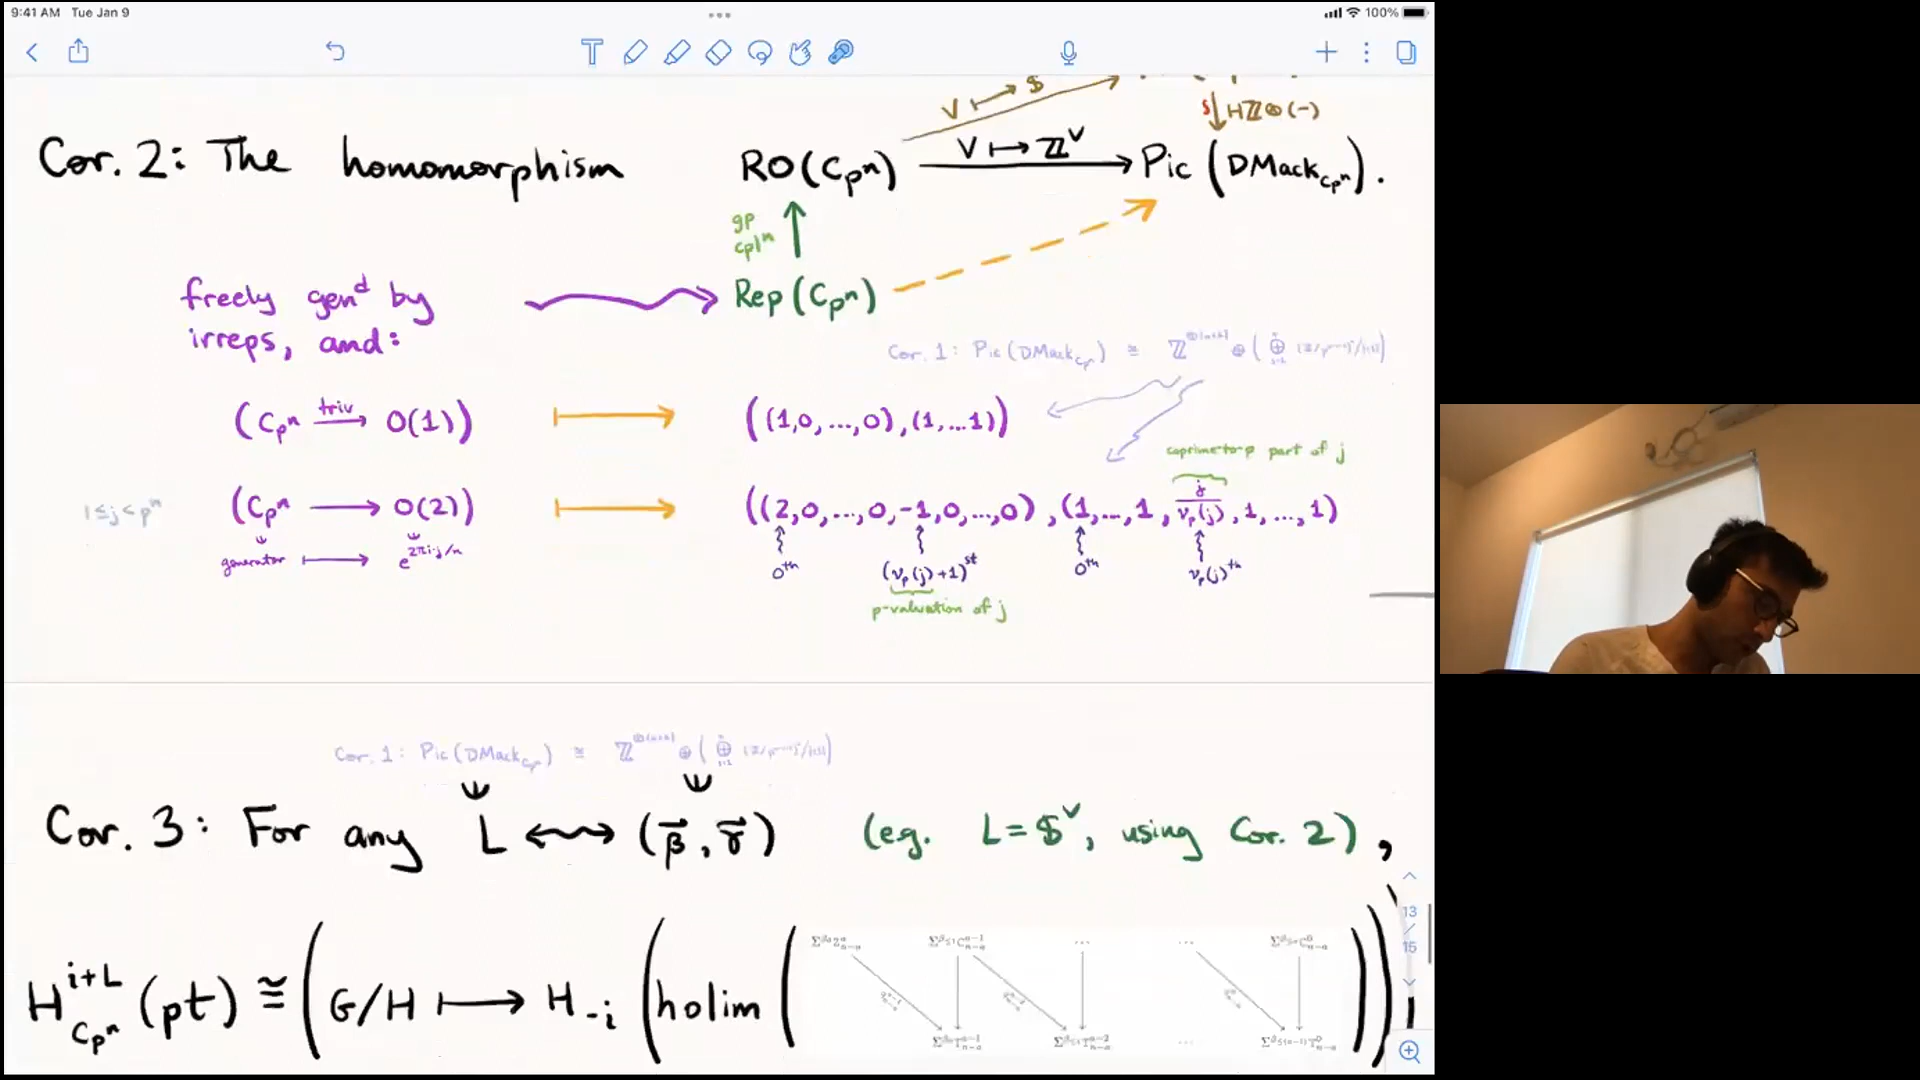 9:41 AM Tue Jan 9
100%
V ⟼ $
S↓ HZ⊗(-)
Cor. 2: The homomorphism RO(C_{p^n}) → Pic (DMack_{C_{p^n}}).
V ⟼ Z^V
gp
cpl^n
freely gen^d by
irreps, and:
Rep(C_{p^n})
Cor. 1: Pic(DMack_{C_p^n}) ≅
(C_{p^n} →^{triv} O(1)) ⟼ ((1,0,...,0),(1,...1))
coprime-to-p part of j
1≤j<p^n
(C_{p^n} → O(2)) ⟼ ((2,0,...,0,-1,0,...,0),(1,...,1,j/ν_p(j),1,...,1)
generator ⟼ e^{2πi·j/n}
0^{th} (ν_p(j)+1)^{st} 0^{th} ν_p(j)^{th}
p-valuation of j
Cor. 1: Pic(DMack_{C_p^n}) ≅
Cor. 3: For any L ↔ (β⃗, γ⃗) (eg. L = $^V, using Cor. 2),
H^{i+L}_{C_{p^n}}(pt) ≅ (G/H ⟼ H_{-i}(holim(
13
15